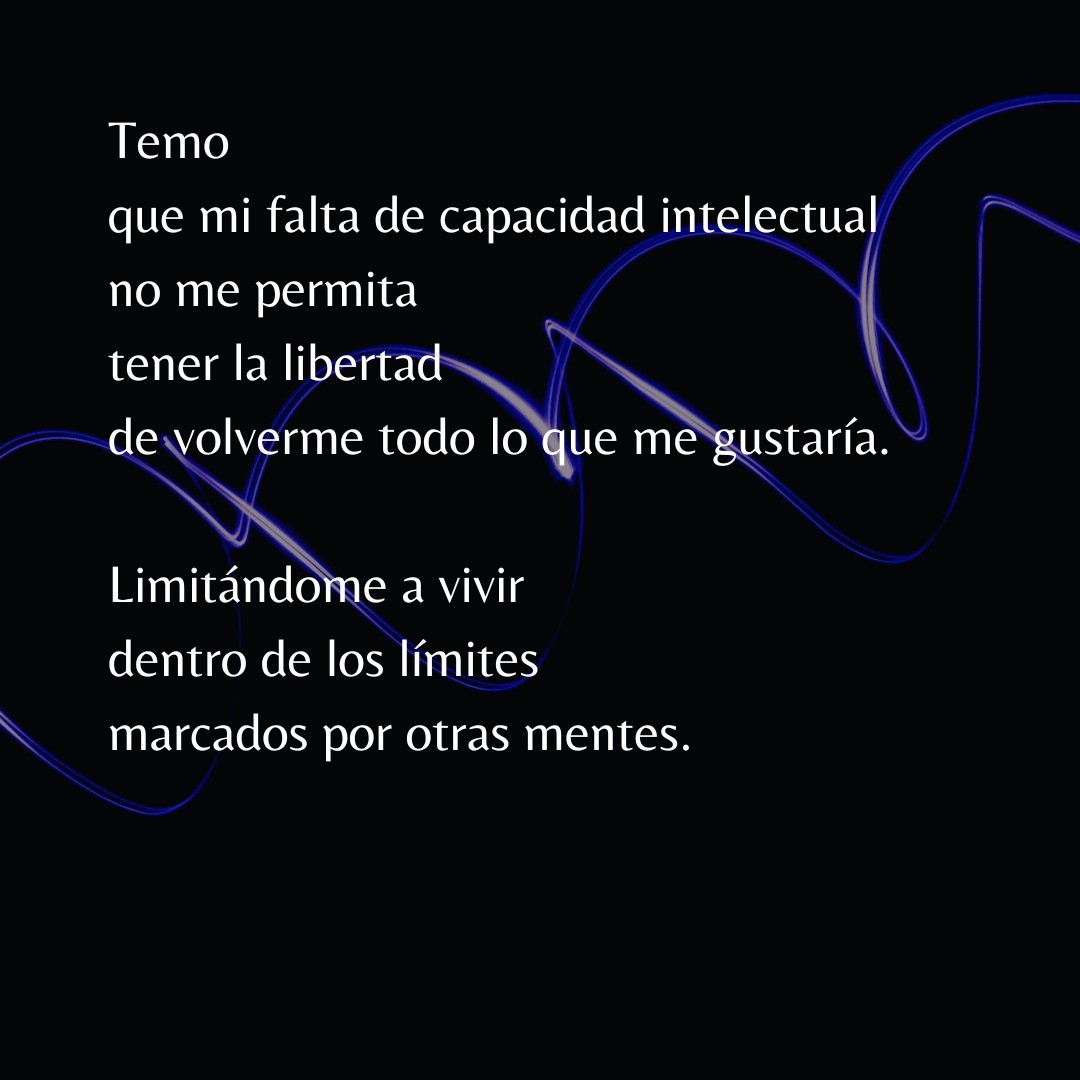 Temo
que mi falta de capacidad intelectual
no me permita
tener la libertad
de volverme todo lo que me gustaría.
Limitándome a vivir
dentro de los límites
marcados por otras mentes.